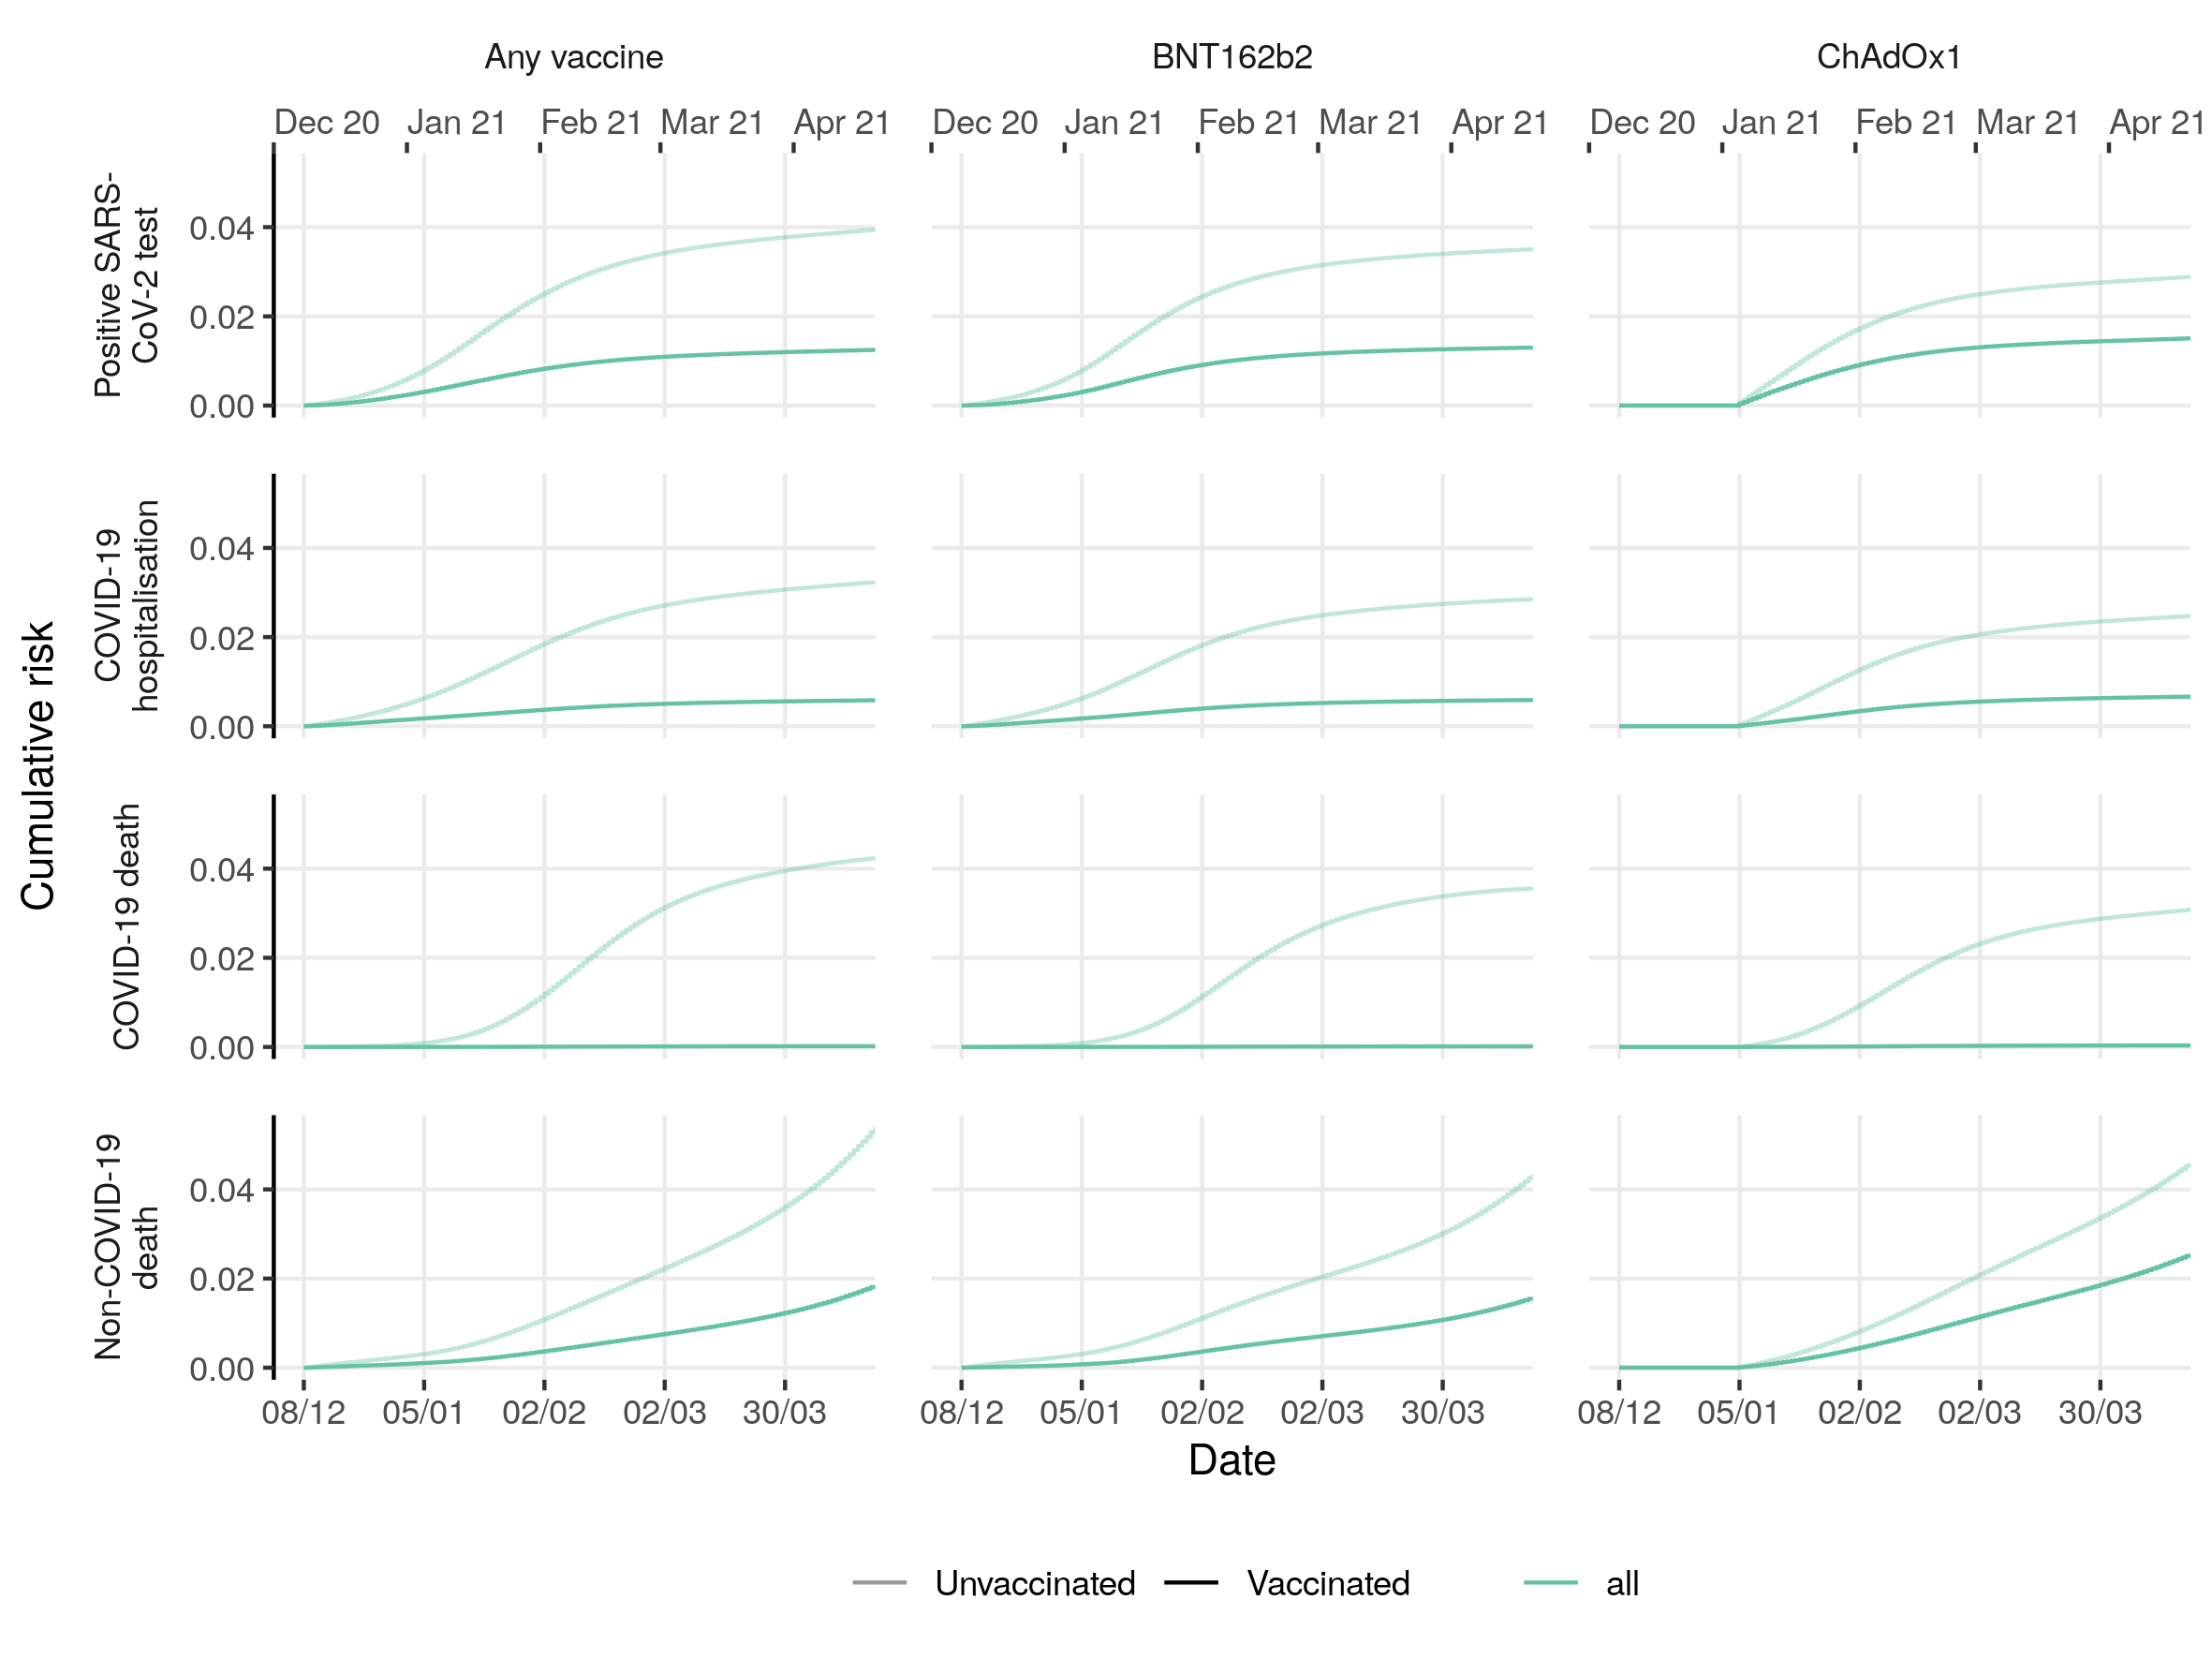 Any vaccine BNT162b2 ChAdOx1
Dec 20 Jan 21 Feb 21 Mar 21 Apr 21 Dec 20 Jan 21 Feb 21 Mar 21 Apr 21 Dec 20 Jan 21 Feb 21 Mar 21 Apr 21
Cumulative risk
Positive SARS-
CoV-2 test
0.04
0.02
0.00
COVID-19
hospitalisation
0.04
0.02
0.00
COVID-19 death
0.04
0.02
0.00
Non-COVID-19
death
0.04
0.02
0.00
08/12 05/01 02/02 02/03 30/03 08/12 05/01 02/02 02/03 30/03 08/12 05/01 02/02 02/03 30/03
Date
Unvaccinated Vaccinated all